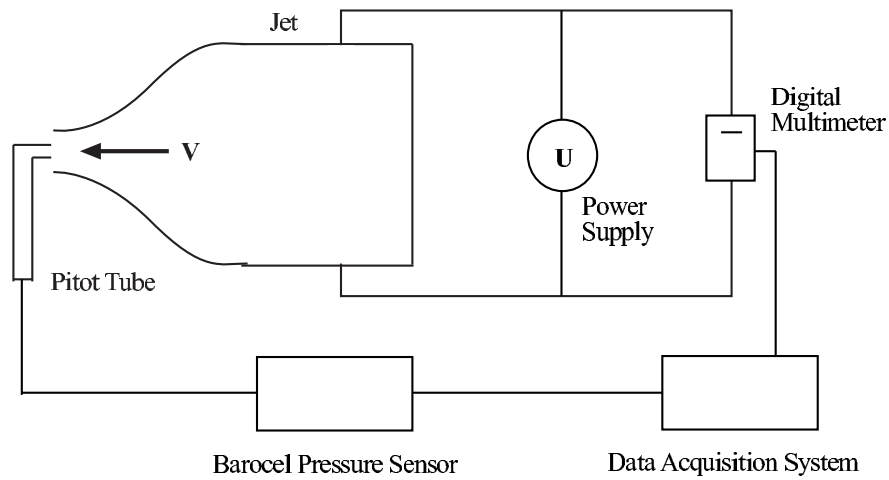 Jet
V
Digital
Multimeter
U
Power
Supply
Pitot Tube
Barocel Pressure Sensor
Data Acquisition System